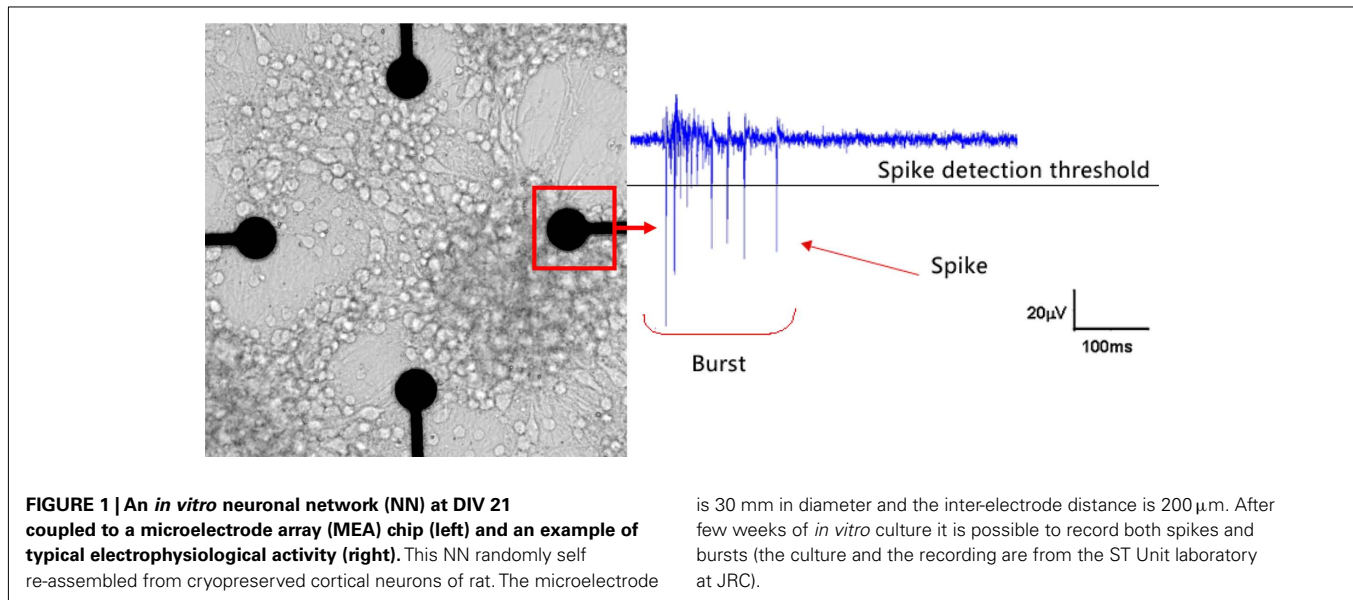 Spike detection threshold
Spike
20μV
100ms
Burst
FIGURE 1 | An in vitro neuronal network (NN) at DIV 21
coupled to a microelectrode array (MEA) chip (left) and an example of
typical electrophysiological activity (right). This NN randomly self
re-assembled from cryopreserved cortical neurons of rat. The microelectrode
is 30 mm in diameter and the inter-electrode distance is 200 μm. After
few weeks of in vitro culture it is possible to record both spikes and
bursts (the culture and the recording are from the ST Unit laboratory
at JRC).